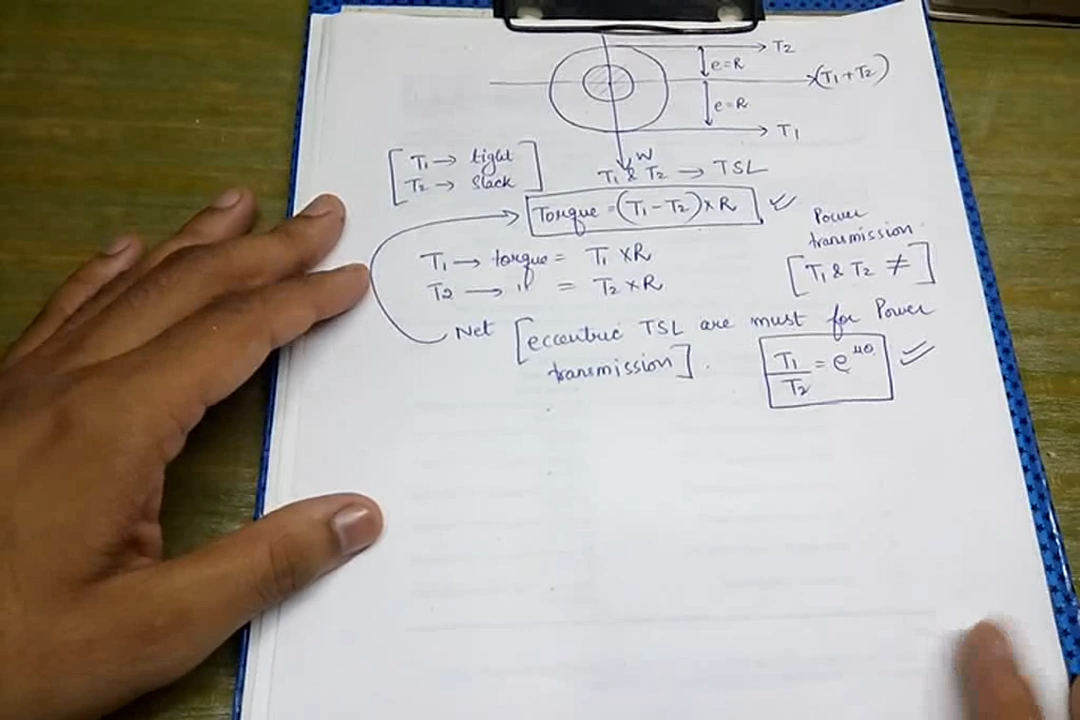 T₂
e=R
(T₁+T₂)
e=R
T₁
W
[T₁ → tight
T₂ → Slack]
T₁ & T₂ → TSL
Torque = (T₁-T₂)×R
Power
transmission
[T₁ & T₂ ≠]
T₁ → torque = T₁ ×R
T₂ → 11 = T₂ ×R
Net [eccentric TSL are must for Power
transmission].
T₁/T₂ = e^μθ